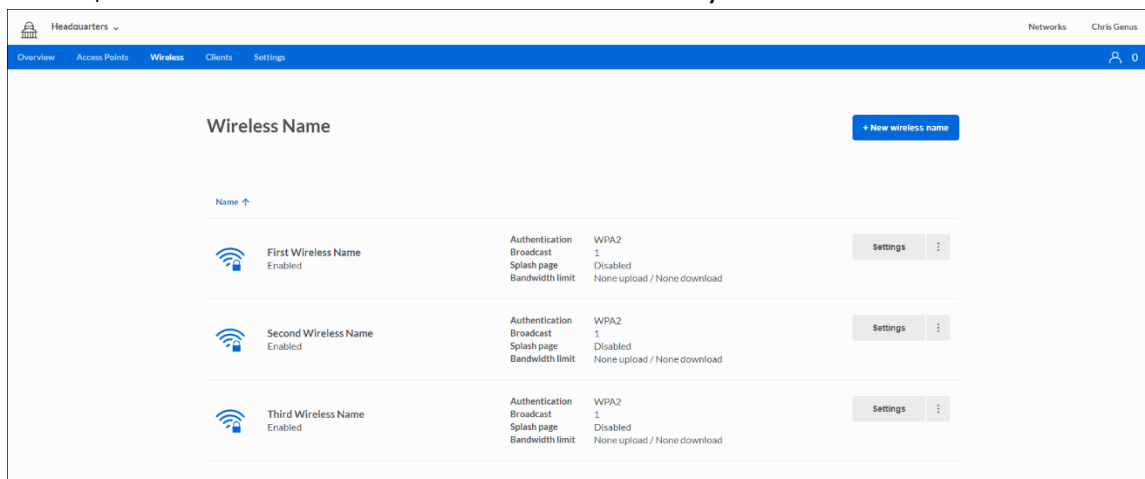 Headquarters
Networks Chris Genus
Overview Access Points Wireless Clients Settings 0
Wireless Name
+ New wireless name
Name ↑
First Wireless Name
Enabled
Authentication WPA2
Broadcast 1
Splash page Disabled
Bandwidth limit None upload / None download
Settings
Second Wireless Name
Enabled
Authentication WPA2
Broadcast 1
Splash page Disabled
Bandwidth limit None upload / None download
Settings
Third Wireless Name
Enabled
Authentication WPA2
Broadcast 1
Splash page Disabled
Bandwidth limit None upload / None download
Settings